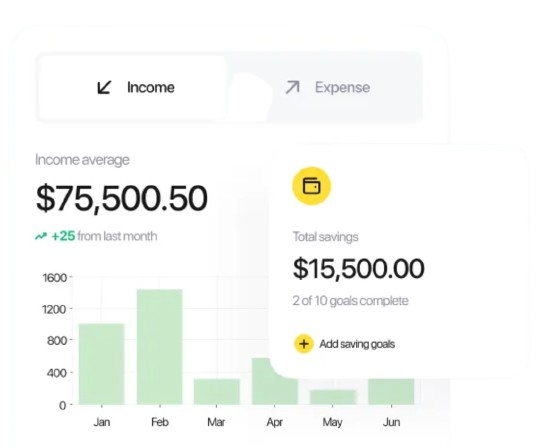 Income
Expense
Income average
$75,500.50
+25 from last month
1600
1200
800
400
0
Jan
Feb
Mar
Apr
May
Jun
Total savings
$15,500.00
2 of 10 goals complete
Add saving goals